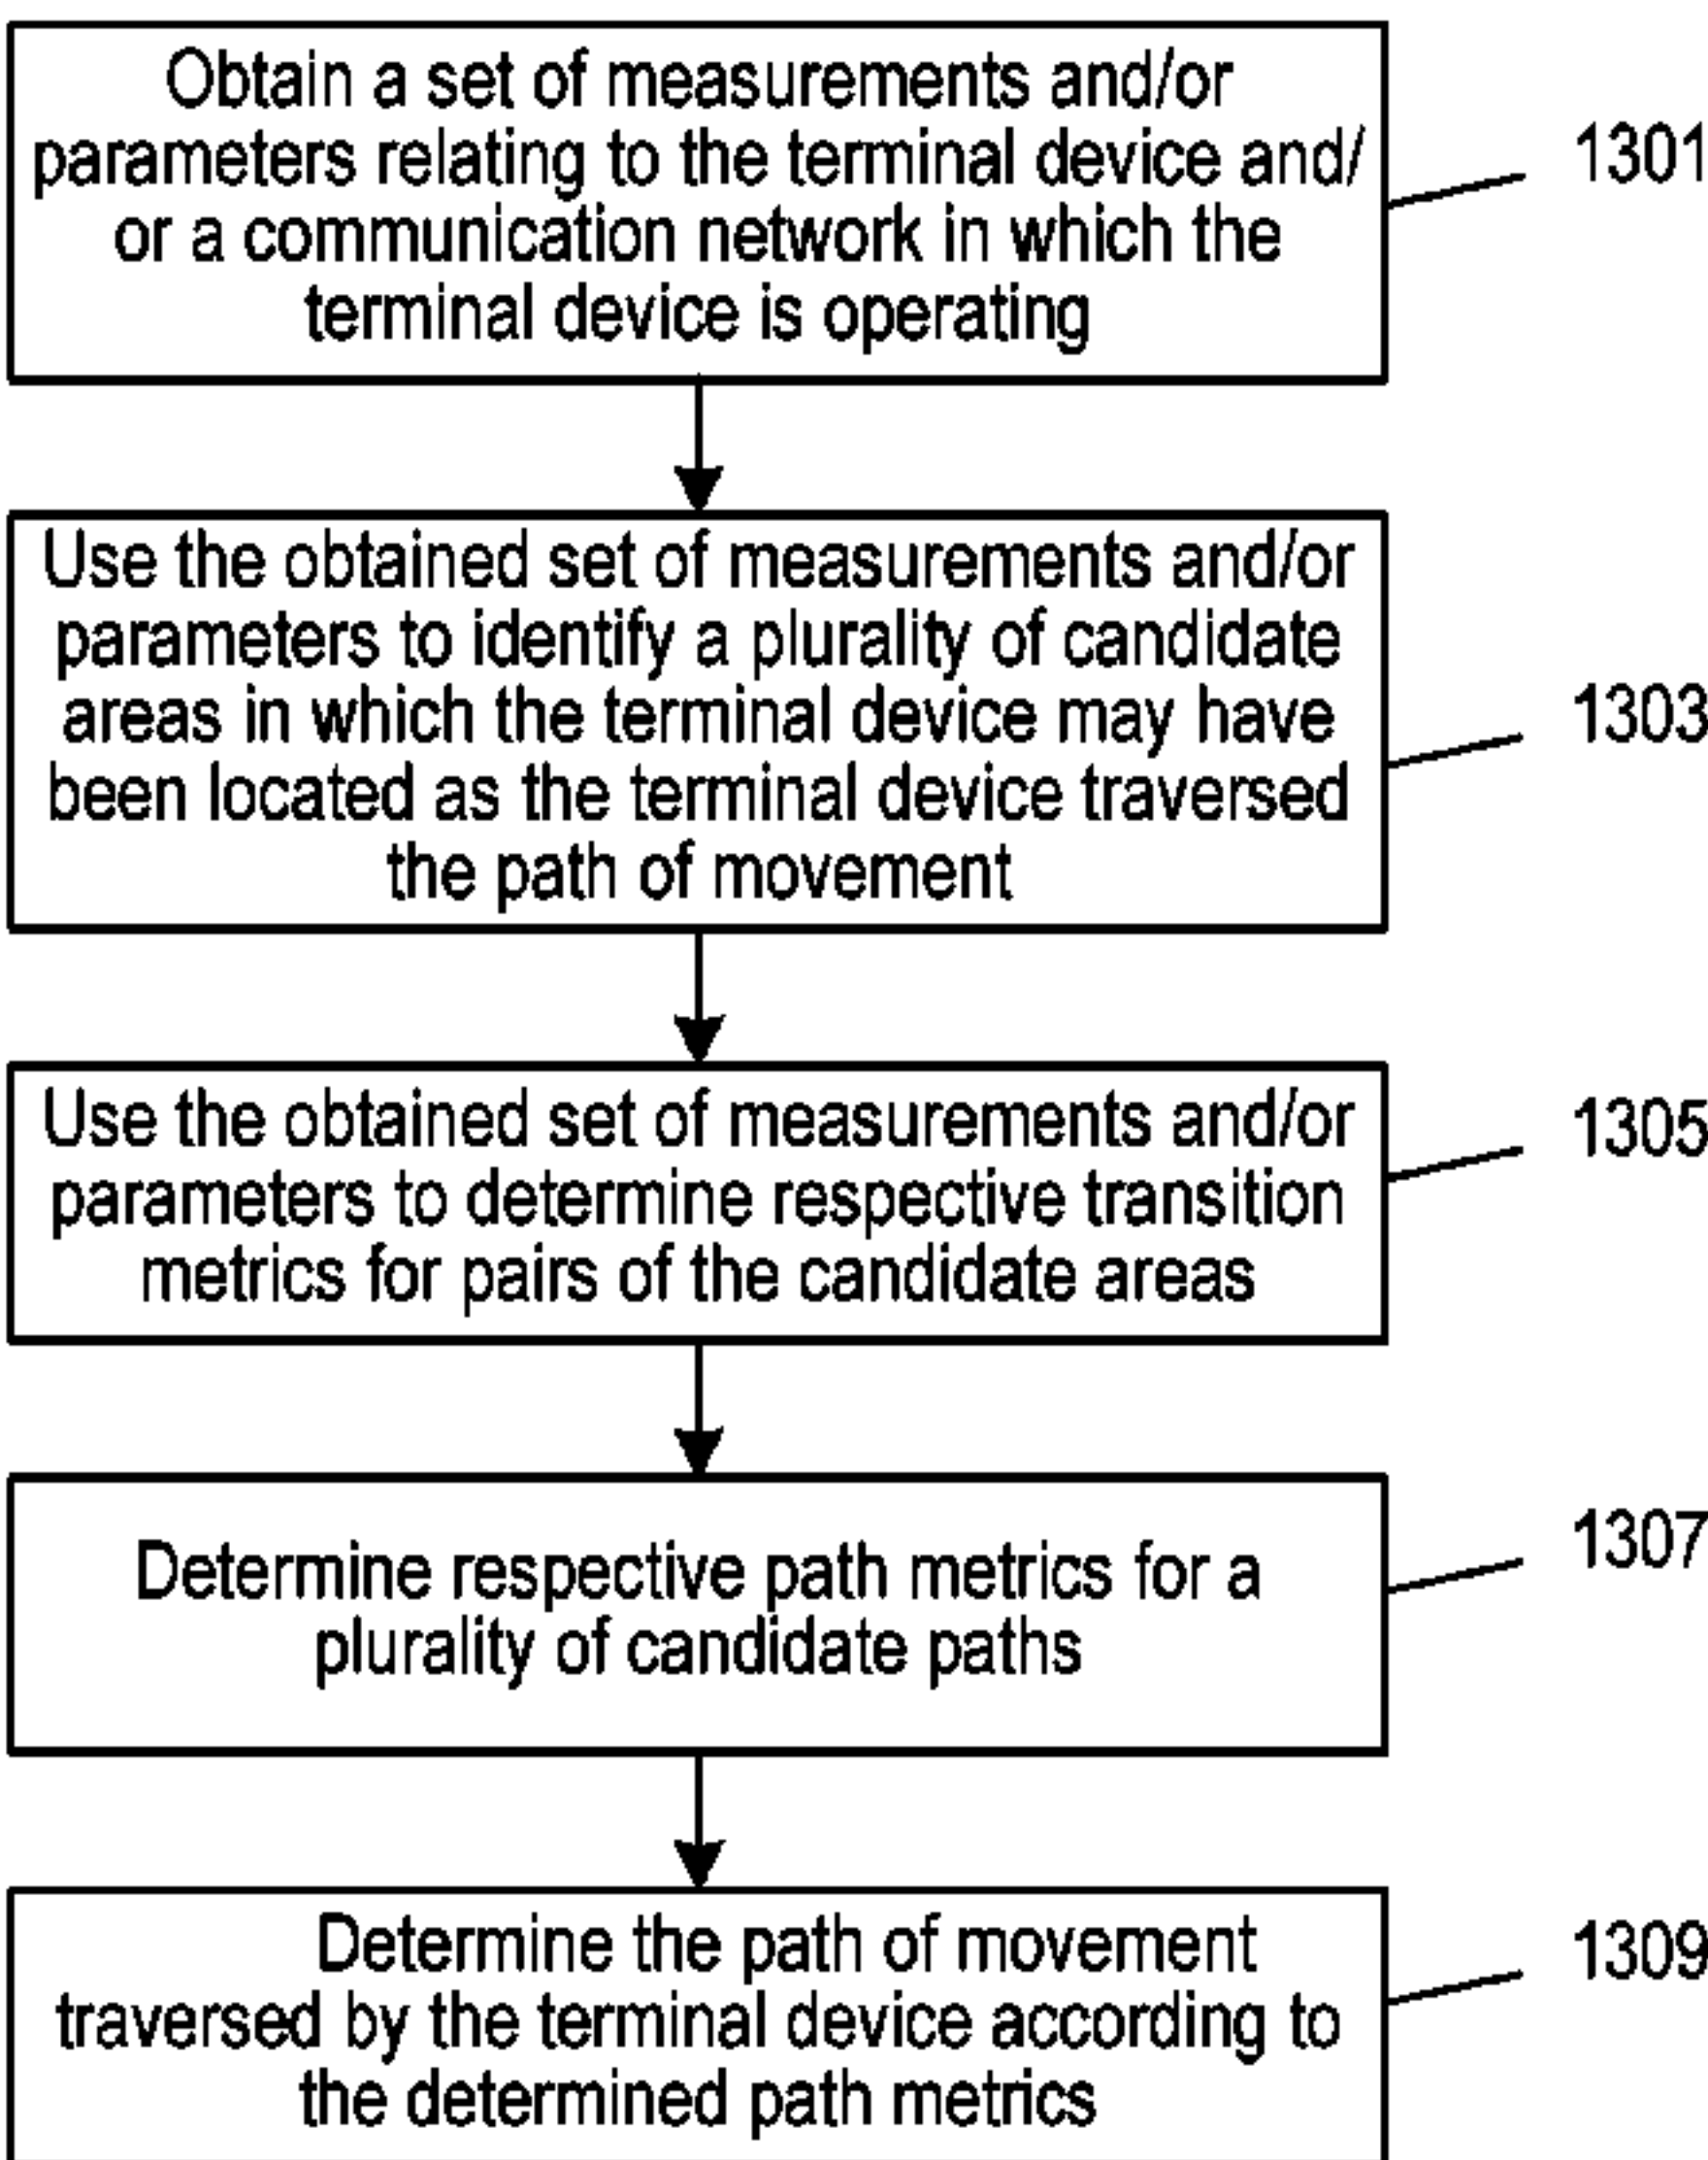 Obtain a set of measurements and/or
parameters relating to the terminal device and/
or a communication network in which the
terminal device is operating
1301
Use the obtained set of measurements and/or
parameters to identify a plurality of candidate
areas in which the terminal device may have
been located as the terminal device traversed
the path of movement
1303
Use the obtained set of measurements and/or
parameters to determine respective transition
metrics for pairs of the candidate areas
1305
Determine respective path metrics for a
plurality of candidate paths
1307
Determine the path of movement
traversed by the terminal device according to
the determined path metrics
1309